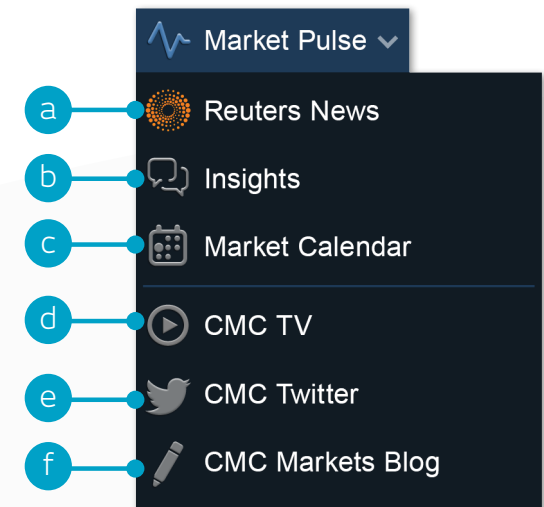 Market Pulse
a Reuters News
b Insights
c Market Calendar
d CMC TV
e CMC Twitter
f CMC Markets Blog